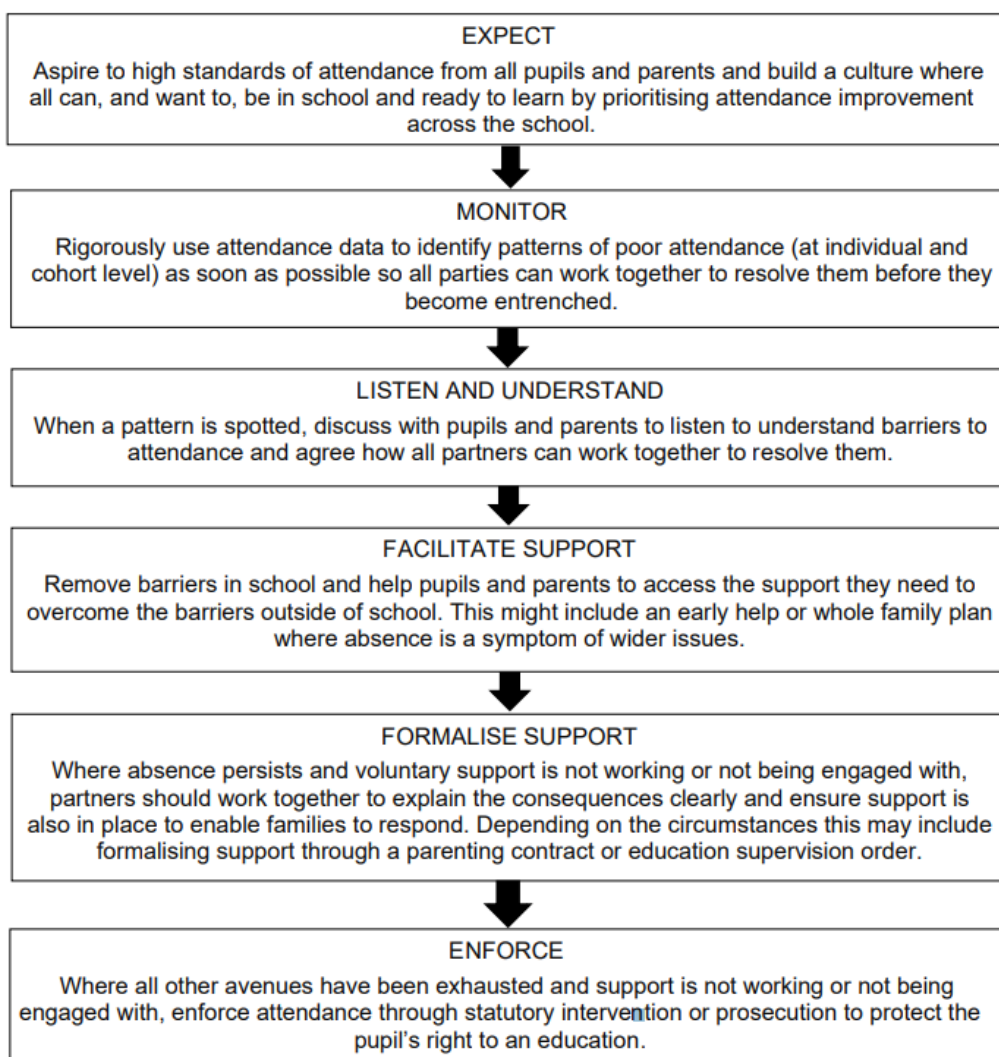 EXPECT
Aspire to high standards of attendance from all pupils and parents and build a culture where
all can, and want to, be in school and ready to learn by prioritising attendance improvement
across the school.
MONITOR
Rigorously use attendance data to identify patterns of poor attendance (at individual and
cohort level) as soon as possible so all parties can work together to resolve them before they
become entrenched.
LISTEN AND UNDERSTAND
When a pattern is spotted, discuss with pupils and parents to listen to understand barriers to
attendance and agree how all partners can work together to resolve them.
FACILITATE SUPPORT
Remove barriers in school and help pupils and parents to access the support they need to
overcome the barriers outside of school. This might include an early help or whole family plan
where absence is a symptom of wider issues.
FORMALISE SUPPORT
Where absence persists and voluntary support is not working or not being engaged with,
partners should work together to explain the consequences clearly and ensure support is
also in place to enable families to respond. Depending on the circumstances this may include
formalising support through a parenting contract or education supervision order.
ENFORCE
Where all other avenues have been exhausted and support is not working or not being
engaged with, enforce attendance through statutory intervention or prosecution to protect the
pupil's right to an education.